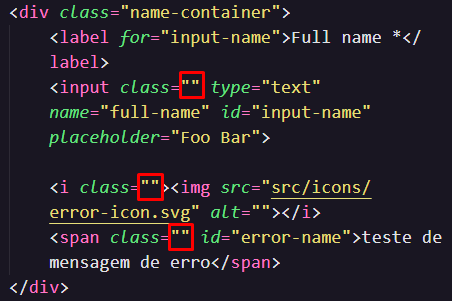 <div class="name-container">
<label for="input-name">Full name *</
label>
<input class="" type="text"
name="full-name" id="input-name"
placeholder="Foo Bar">
<i class=""><img src="src/icons/
error-icon.svg" alt=""></i>
<span class="" id="error-name">teste de
mensagem de erro</span>
</div>